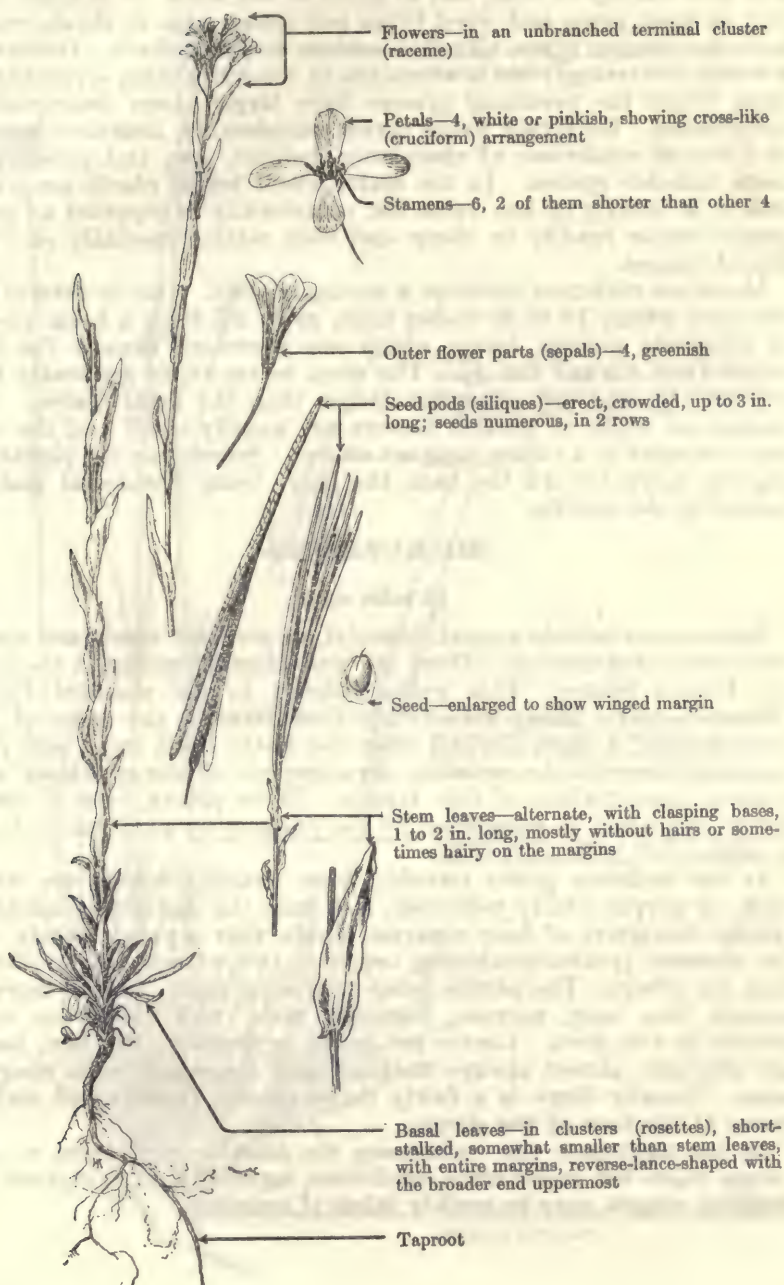 Flowers—in an unbranched terminal cluster
(raceme)
Petals—4, white or pinkish, showing cross-like
(cruciform) arrangement
Stamens—6, 2 of them shorter than other 4
Outer flower parts (sepals)—4, greenish
Seed pods (siliques)—erect, crowded, up to 3 in.
long; seeds numerous, in 2 rows
Seed—enlarged to show winged margin
Stem leaves—alternate, with clasping bases,
1 to 2 in. long, mostly without hairs or some-
times hairy on the margins
Basal leaves—in clusters (rosettes), short-
stalked, somewhat smaller than stem leaves,
with entire margins, reverse-lance-shaped with
the broader end uppermost
Taproot